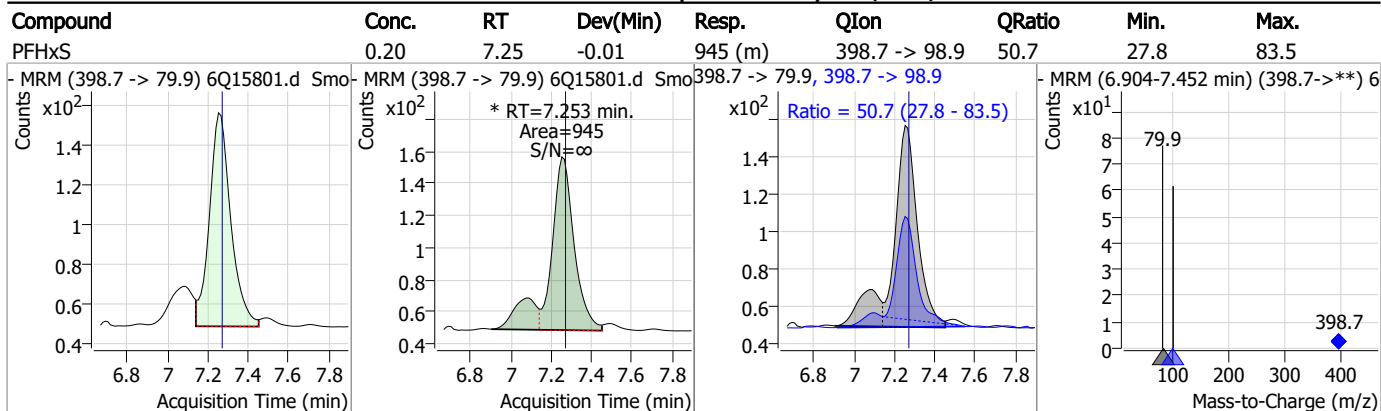 Compound Conc. RT Dev(Min) Resp. QIon QRatio Min. Max.
PFHxS 0.20 7.25 -0.01 945 (m) 398.7 -> 98.9 50.7 27.8 83.5
- MRM (398.7 -> 79.9) 6Q15801.d Smo
Counts
x10²
1.4
1.2
1
0.8
0.6
0.4
6.8 7 7.2 7.4 7.6 7.8
Acquisition Time (min)
- MRM (398.7 -> 79.9) 6Q15801.d Smo
Counts
x10²
* RT=7.253 min.
Area=945
S/N=∞
1.6
1.4
1.2
1
0.8
0.6
0.4
6.8 7 7.2 7.4 7.6 7.8
Acquisition Time (min)
398.7 -> 79.9, 398.7 -> 98.9
x10²
Ratio = 50.7 (27.8 - 83.5)
1.4
1.2
1
0.8
0.6
0.4
6.8 7 7.2 7.4 7.6 7.8
Acquisition Time (min)
- MRM (6.904-7.452 min) (398.7->**) 6
Counts
x10¹
79.9
8
7
6
5
4
3
2
1
0
398.7
100 200 300 400
Mass-to-Charge (m/z)